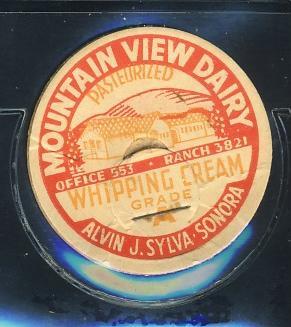 MOUNTAIN VIEW DAIRY
PASTEURIZED
OFFICE 553 • RANCH 3821
WHIPPING CREAM
GRADE
A
ALVIN J. SYLVA • SONORA